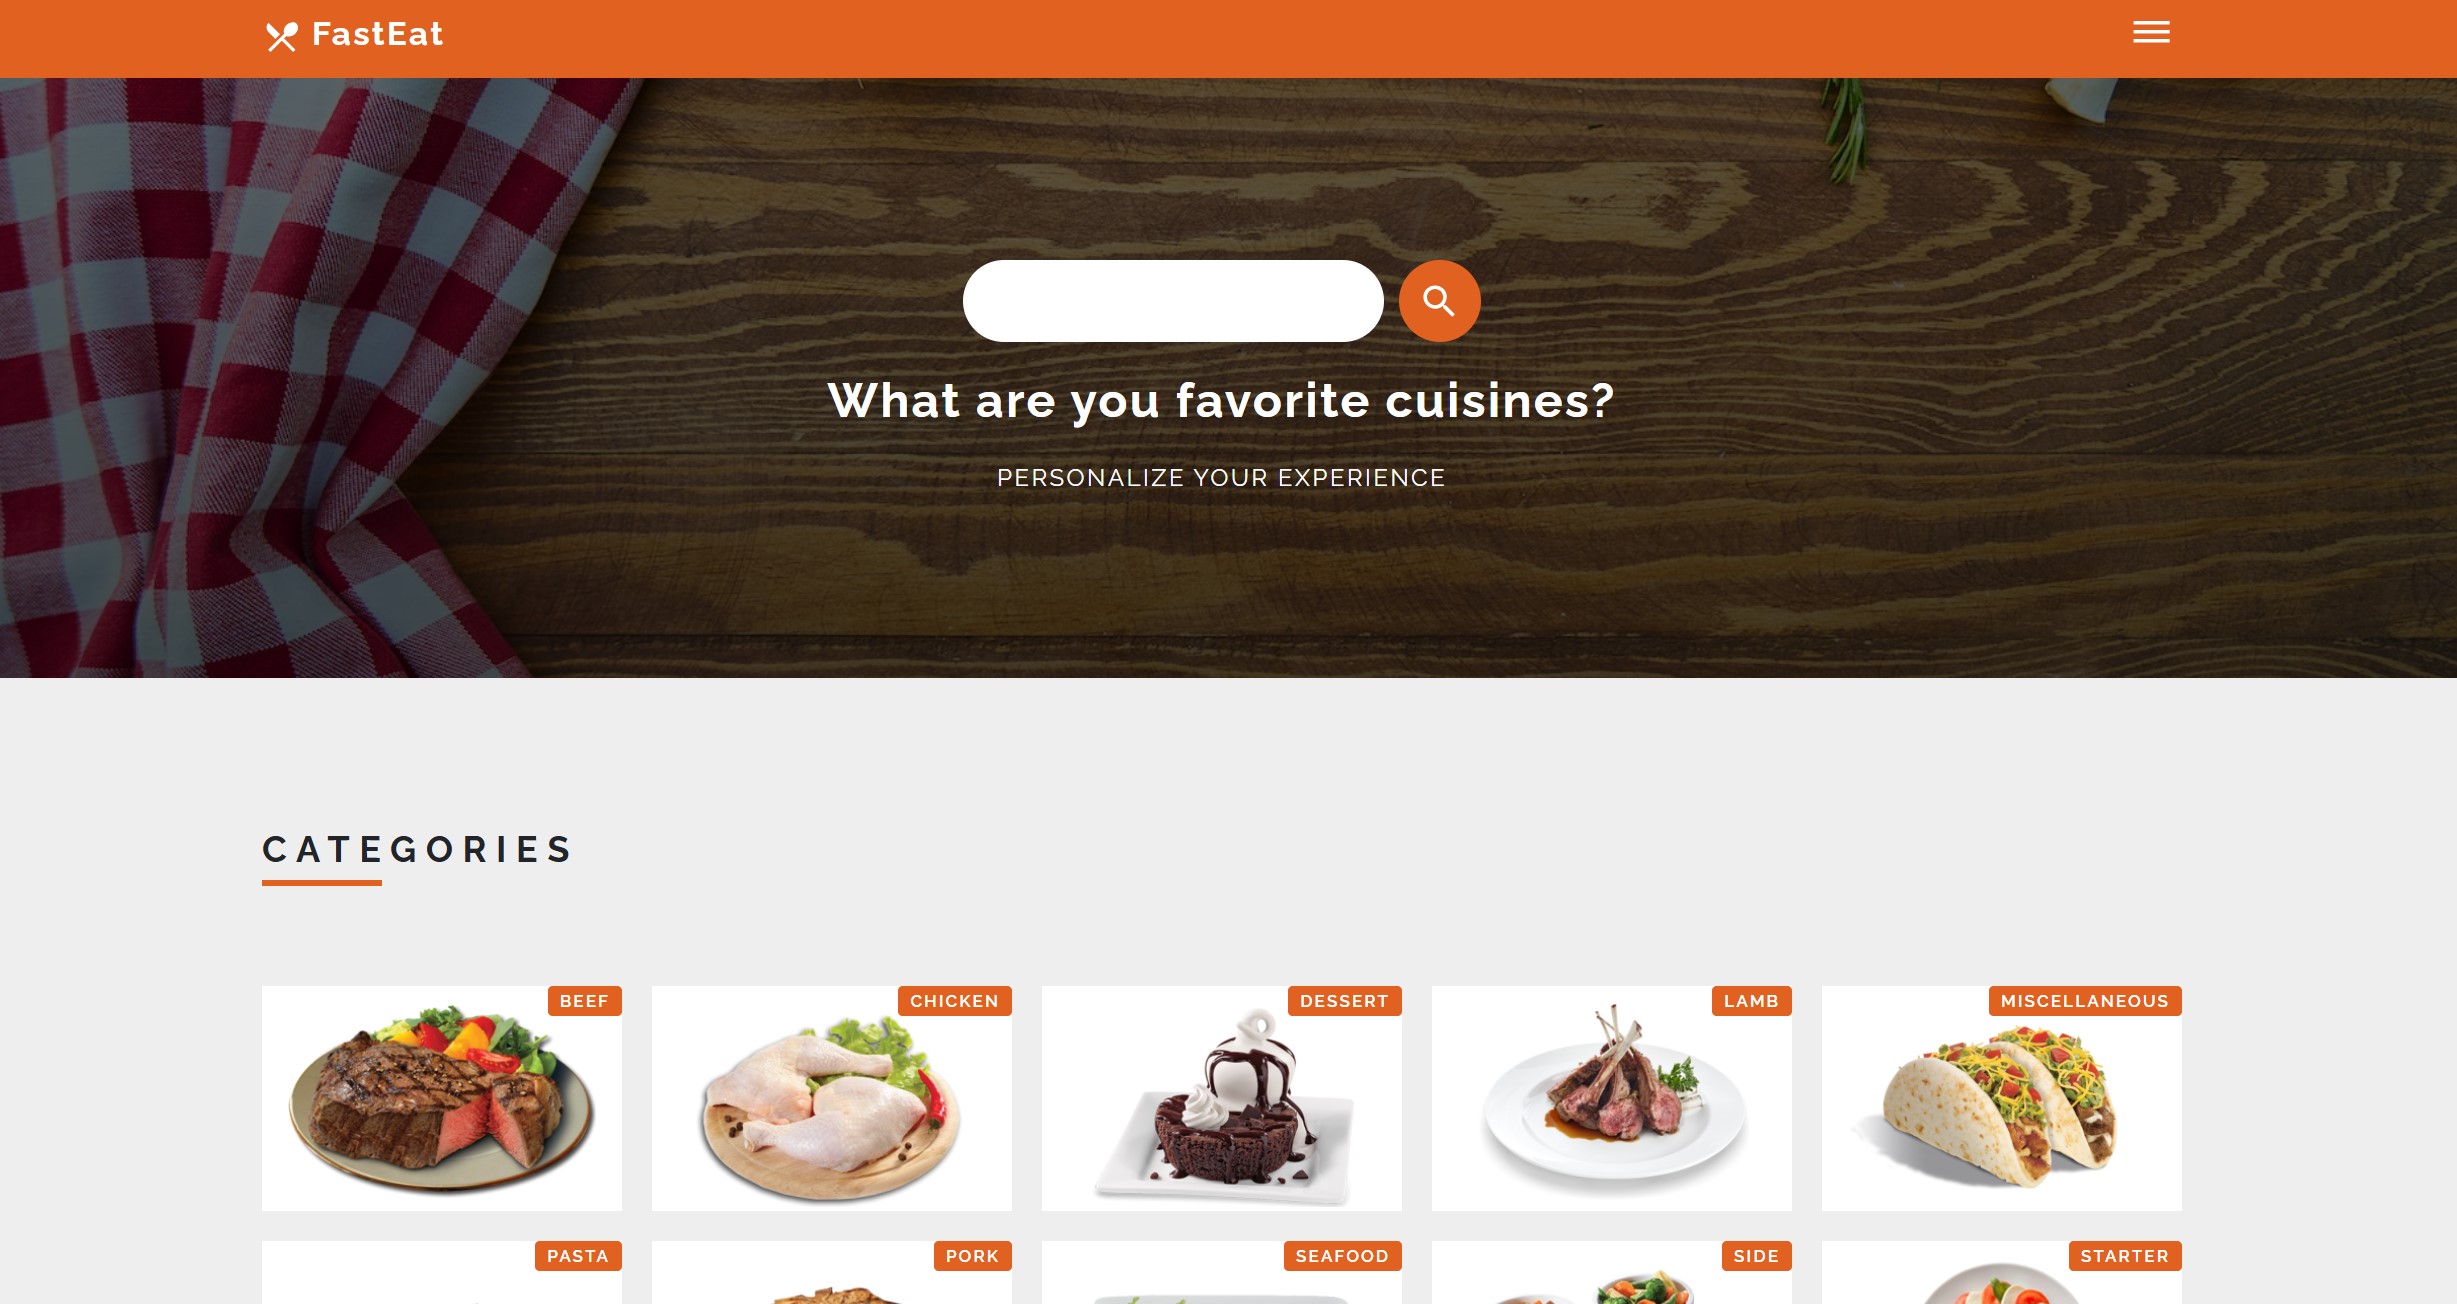 FastEat
What are you favorite cuisines?
PERSONALIZE YOUR EXPERIENCE
CATEGORIES
BEEF
CHICKEN
DESSERT
LAMB
MISCELLANEOUS
PASTA
PORK
SEAFOOD
SIDE
STARTER